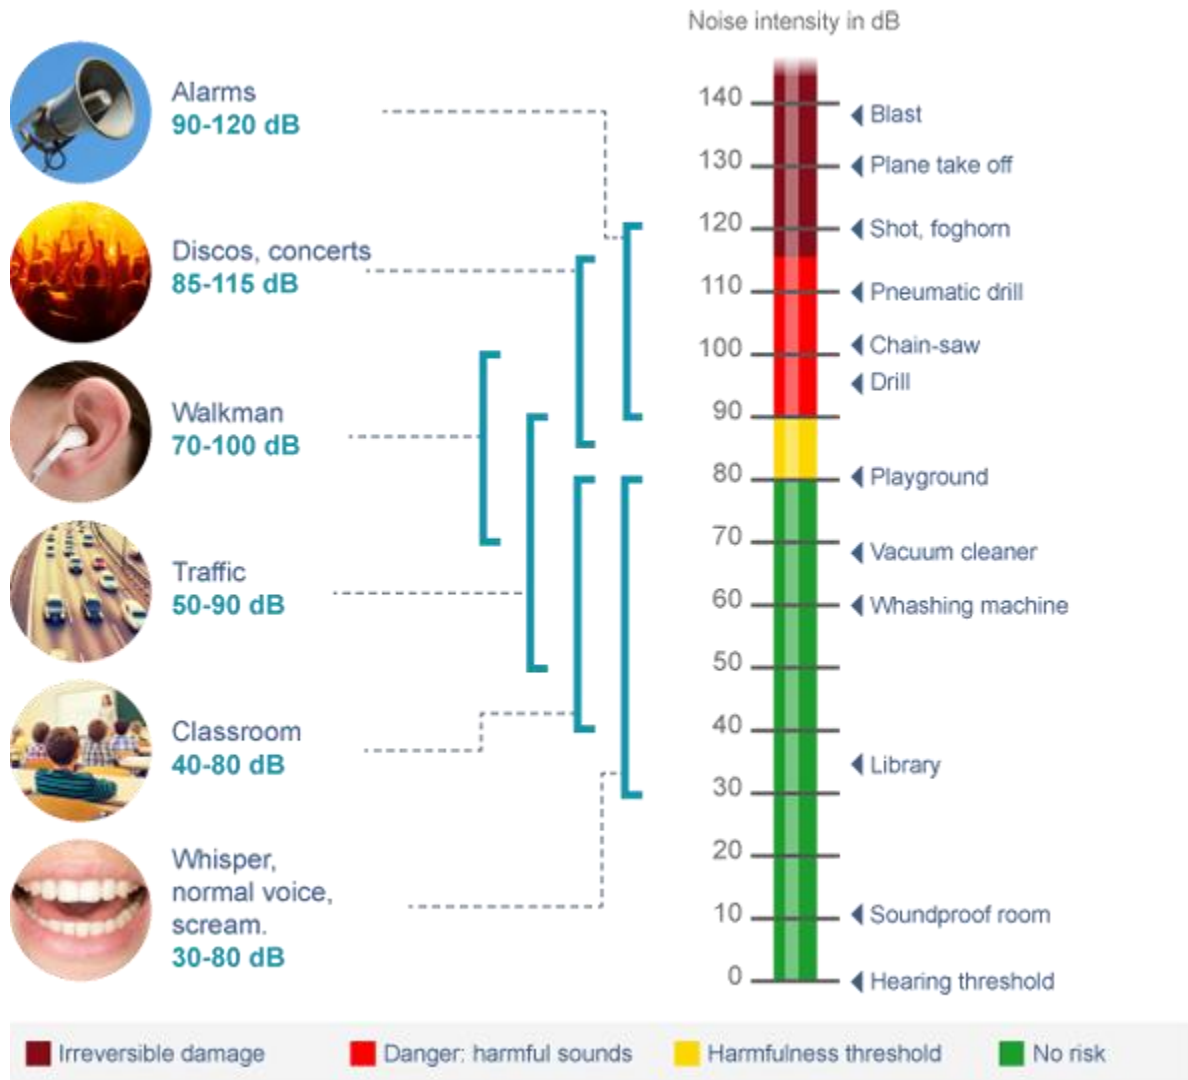 Noise intensity in dB
Alarms
90-120 dB
Discos, concerts
85-115 dB
Walkman
70-100 dB
Traffic
50-90 dB
Classroom
40-80 dB
Whisper,
normal voice,
scream.
30-80 dB
140
Blast
130
Plane take off
120
Shot, foghorn
110
Pneumatic drill
100
Chain-saw
Drill
90
80
Playground
70
Vacuum cleaner
60
Whashing machine
50
40
Library
30
20
10
Soundproof room
0
Hearing threshold
Irreversible damage
Danger: harmful sounds
Harmfulness threshold
No risk